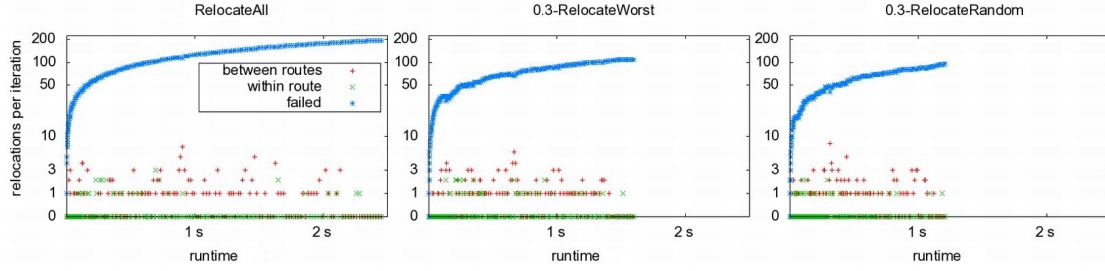 RelocateAll
0.3-RelocateWorst
0.3-RelocateRandom
relocations per iteration
200
100
50
10
3
1
0
between routes
within route
failed
1 s
2 s
runtime
200
100
50
10
3
1
0
1 s
2 s
runtime
200
100
50
10
3
1
0
1 s
2 s
runtime